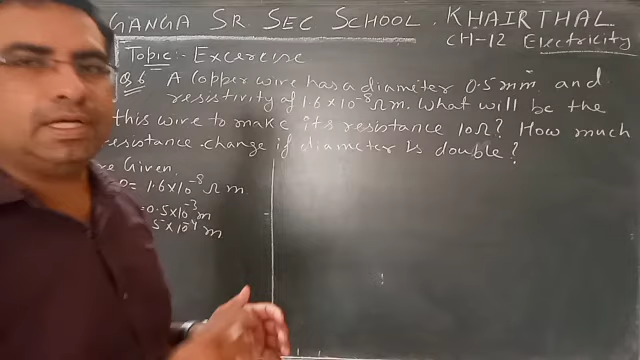 GANGA SR. SEC SCHOOL, KHAIRTHAL
CH-12 Electricity
Topic:- Excercise
Q.6 A Copper wire has a diameter 0.5 mm and
resistivity of 1.6 × 10⁻⁸ Ω m. What will be the
this wire to make its resistance 10Ω? How much
resistance change if diameter is double?
Given
= 1.6×10⁻⁸ Ω m
= 0.5×10⁻³ m
5×10⁻⁴ m